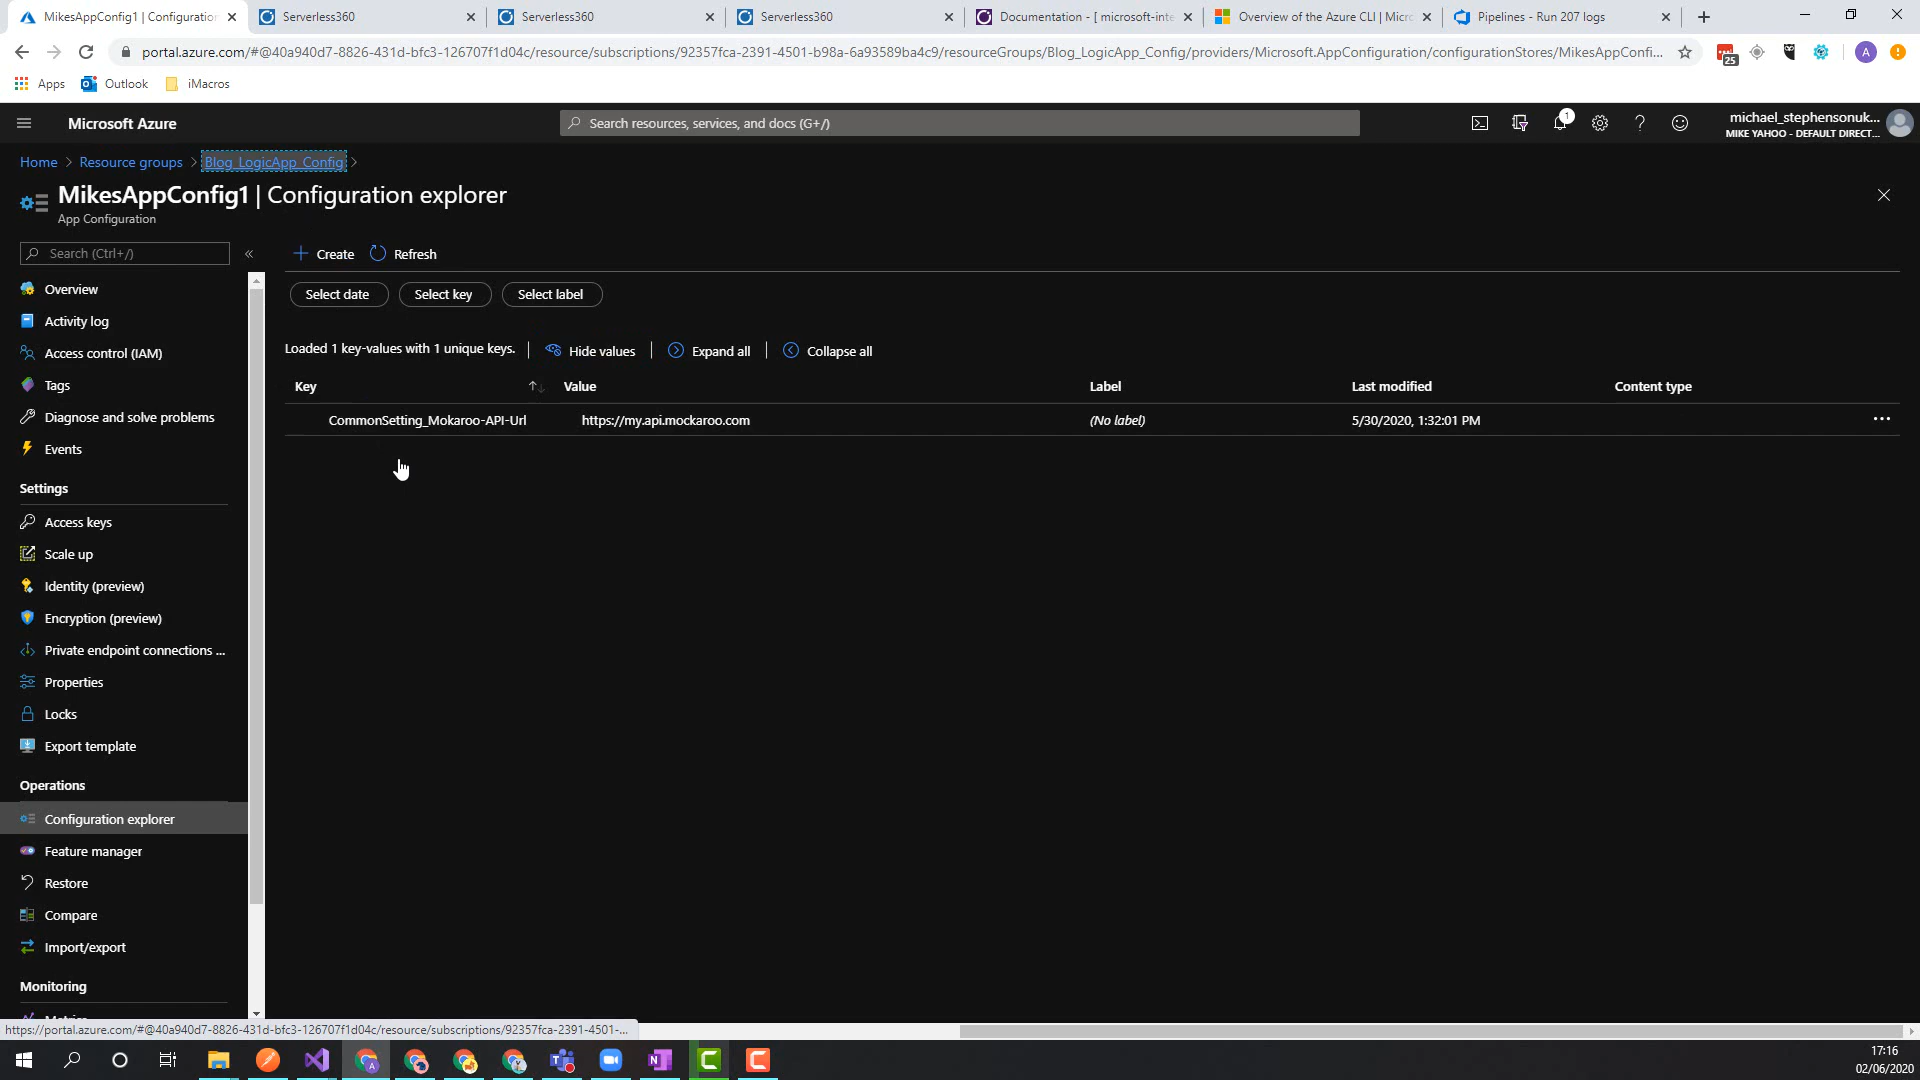 MikesAppConfig1 | Configuration
Serverless360
Serverless360
Serverless360
Documentation - [ microsoft-inte
Overview of the Azure CLI | Micro
Pipelines - Run 207 logs
portal.azure.com/#@40a940d7-8826-431d-bfc3-126707f1d04c/resource/subscriptions/92357fca-2391-4501-b98a-6a93589ba4c9/resourceGroups/Blog_LogicApp_Config/providers/Microsoft.AppConfiguration/configurationStores/MikesAppConfi...
25
A
Apps
Outlook
iMacros
Microsoft Azure
Search resources, services, and docs (G+/)
1
michael_stephensonuk...
MIKE YAHOO - DEFAULT DIRECT...
Home > Resource groups > Blog_LogicApp_Config >
MikesAppConfig1 | Configuration explorer
App Configuration
Search (Ctrl+/)
«
Create
Refresh
Overview
Activity log
Access control (IAM)
Tags
Diagnose and solve problems
Events
Settings
Access keys
Scale up
Identity (preview)
Encryption (preview)
Private endpoint connections ...
Properties
Locks
Export template
Operations
Configuration explorer
Feature manager
Restore
Compare
Import/export
Monitoring
Metrics
Select date
Select key
Select label
Loaded 1 key-values with 1 unique keys.
Hide values
Expand all
Collapse all
Key
Value
Label
Last modified
Content type
CommonSetting_Mokaroo-API-Url
https://my.api.mockaroo.com
(No label)
5/30/2020, 1:32:01 PM
https://portal.azure.com/#@40a940d7-8826-431d-bfc3-126707f1d04c/resource/subscriptions/92357fca-2391-4501-...
17:16
02/06/2020